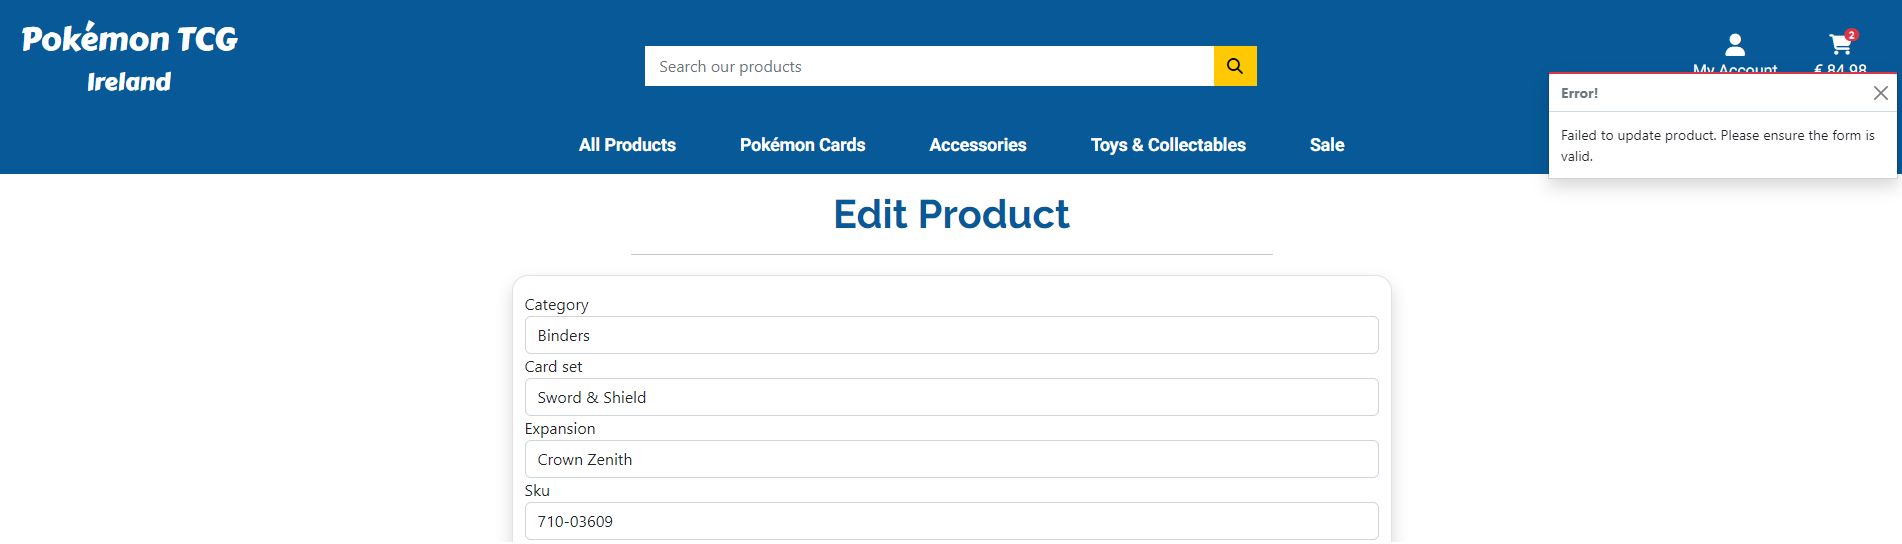 Pokémon TCG
Ireland
Search our products
2
My Account
€ 84.98
Error!
Failed to update product. Please ensure the form is
valid.
All Products
Pokémon Cards
Accessories
Toys & Collectables
Sale
Edit Product
Category
Binders
Card set
Sword & Shield
Expansion
Crown Zenith
Sku
710-03609